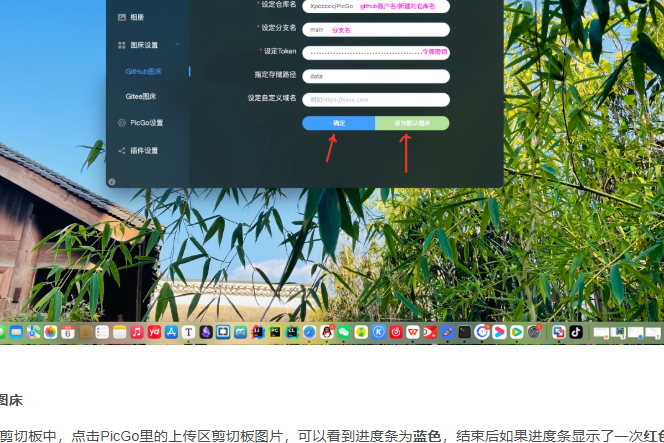 相册
图床设置
GitHub图床
Gitee图床
PicGo设置
插件设置
* 设定仓库名 Xpccccc/PicGo github账户名/新建的仓库名
* 设定分支名 main 分支名
* 设定Token 令牌密钥
指定存储路径 data
设定自定义域名 例如https://xxxx.com
确定 设为默认图床
图床
剪切板中，点击PicGo里的上传区剪切板图片，可以看到进度条为蓝色，结束后如果进度条显示了一次红色